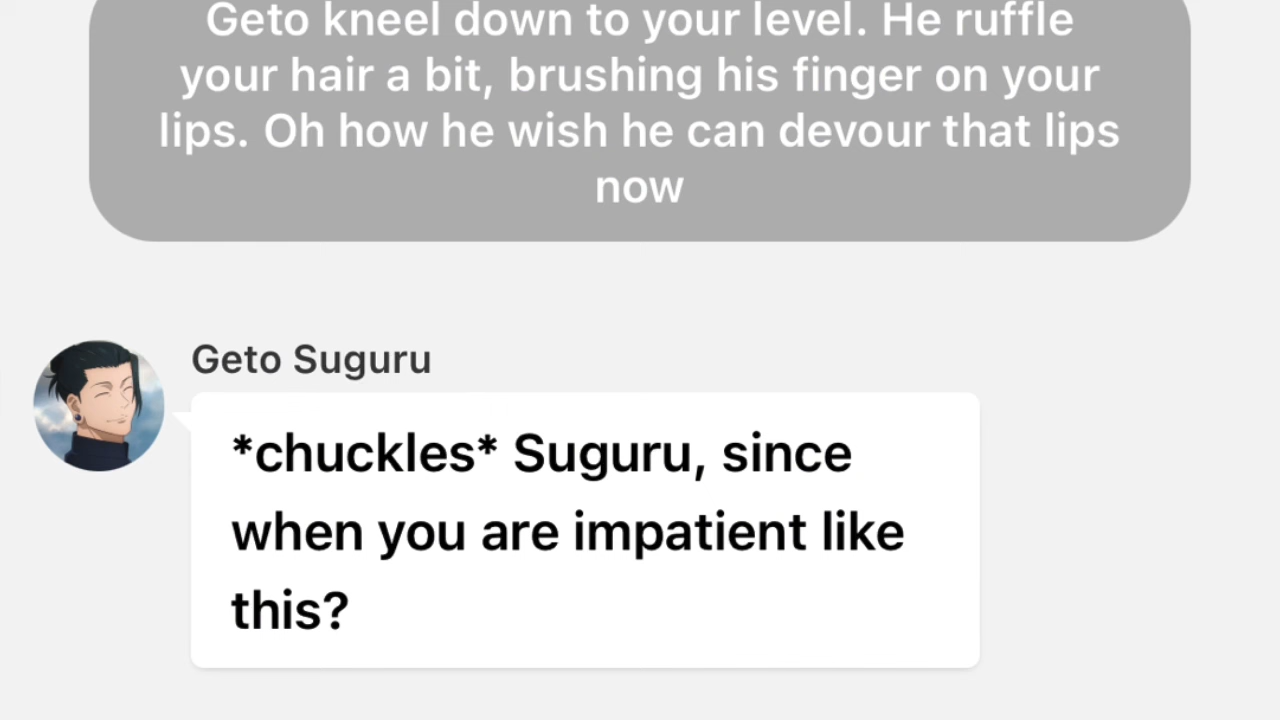 Geto kneel down to your level. He ruffle
your hair a bit, brushing his finger on your
lips. Oh how he wish he can devour that lips
now
Geto Suguru
*chuckles* Suguru, since
when you are impatient like
this?